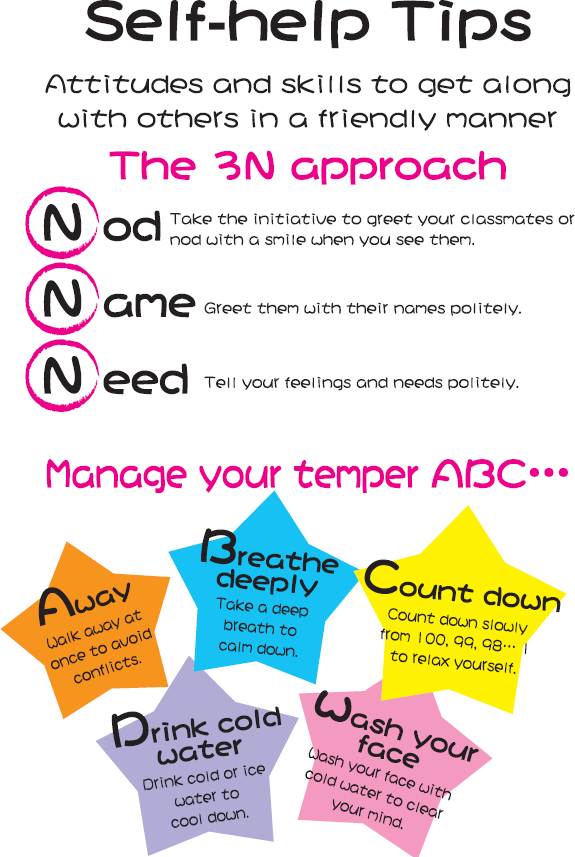 Self-help Tips
Attitudes and skills to get along
with others in a friendly manner
The 3N approach
Nod
Take the initiative to greet your classmates or
nod with a smile when you see them.
Name
Greet them with their names politely.
Need
Tell your feelings and needs politely.
Manage your temper ABC…
Away
Walk away at
once to avoid
conflicts.
Breathe
deeply
Take a deep
breath to
calm down.
Count down
Count down slowly
from 100, 99, 98… 1
to relax yourself.
Drink cold
water
Drink cold or ice
water to
cool down.
Wash your
face
Wash your face with
cold water to clear
your mind.